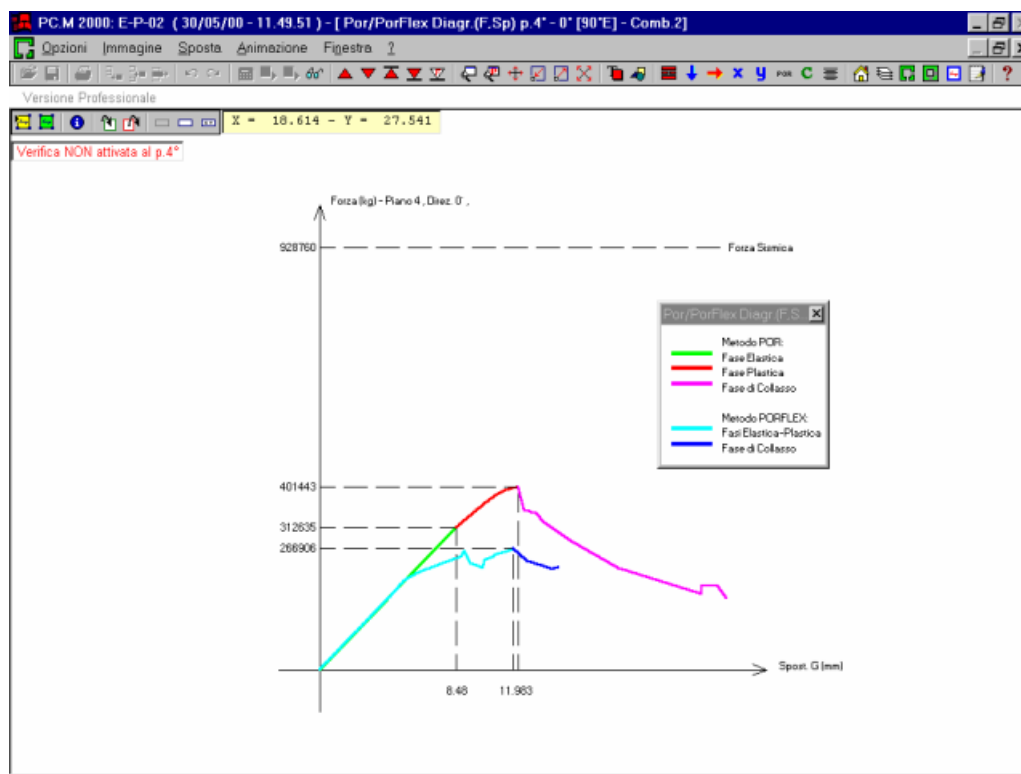 PC.M 2000: E-P-02 ( 30/05/00 - 11.49.51 ) - [ Por/PorFlex Diagr.(F,Sp) p.4° - 0° [90°E] - Comb.2]
Opzioni Immagine Sposta Animazione Finestra ?
POR C
Versione Professionale
X = 18.614 - Y = 27.541
Verifica NON attivata al p.4°
Forza (kg) - Piano 4 , Direz. 0° ,
928760
Forza Sismica
Por/PorFlex Diagr.(F,S...
Metodo POR:
Fase Elastica
Fase Plastica
Fase di Collasso
Metodo PORFLEX:
Fasi Elastica-Plastica
Fase di Collasso
401443
312635
266906
Spost. G (mm)
8.48 11.983